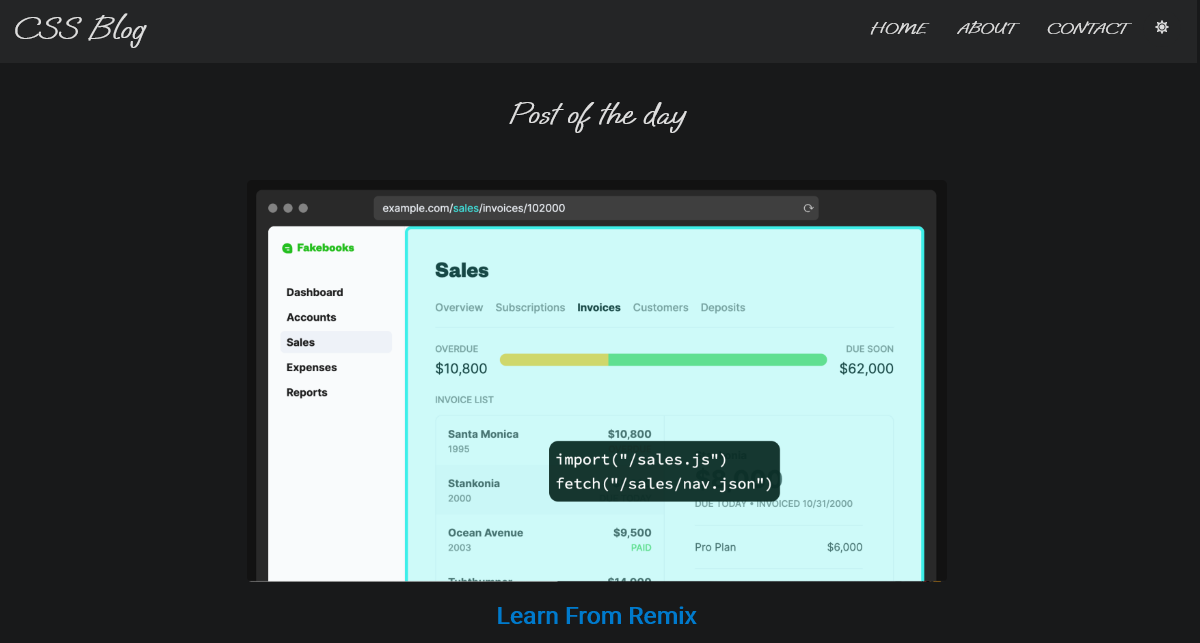 CSS Blog
HOME ABOUT CONTACT
Post of the day
example.com/sales/invoices/102000
Fakebooks
Dashboard
Accounts
Sales
Expenses
Reports
Sales
Overview Subscriptions Invoices Customers Deposits
OVERDUE
$10,800
DUE SOON
$62,000
INVOICE LIST
Santa Monica $10,800
1995
Stankonia
2000
Ocean Avenue $9,500
2003 PAID
Tubthumper $14,000
import("/sales.js")
fetch("/sales/nav.json")
DUE TODAY • INVOICED 10/31/2000
Pro Plan $6,000
Learn From Remix